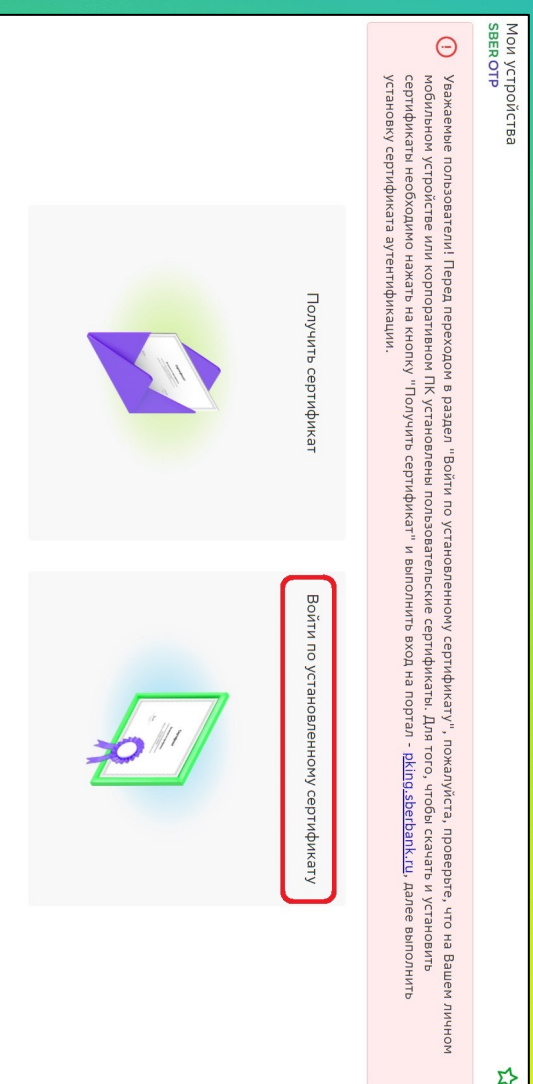 Мои устройства
SBER OTP
Уважаемые пользователи! Перед переходом в раздел "Войти по установленному сертификату", пожалуйста, проверьте, что на Вашем личном
мобильном устройстве или корпоративном ПК установлены пользовательские сертификаты. Для того, чтобы скачать и установить
сертификаты необходимо нажать на кнопку "Получить сертификат" и выполнить вход на портал - pking.sberbank.ru, далее выполнить
установку сертификата аутентификации.
Получить сертификат
Войти по установленному сертификату